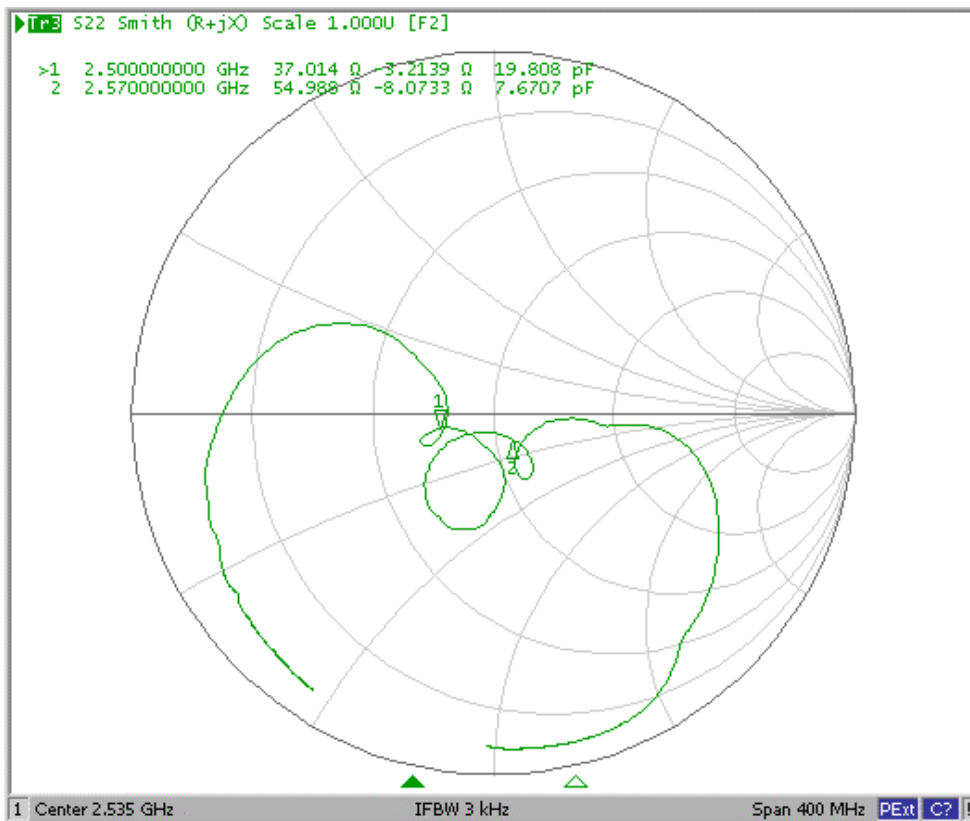 Tr3 S22 Smith (R+jX) Scale 1.000U [F2]
>1 2.500000000 GHz 37.014 Ω -3.2139 Ω 19.808 pF
2 2.570000000 GHz 54.988 Ω -8.0733 Ω 7.6707 pF
1
2
1 Center 2.535 GHz IFBW 3 kHz Span 400 MHz PExt C?